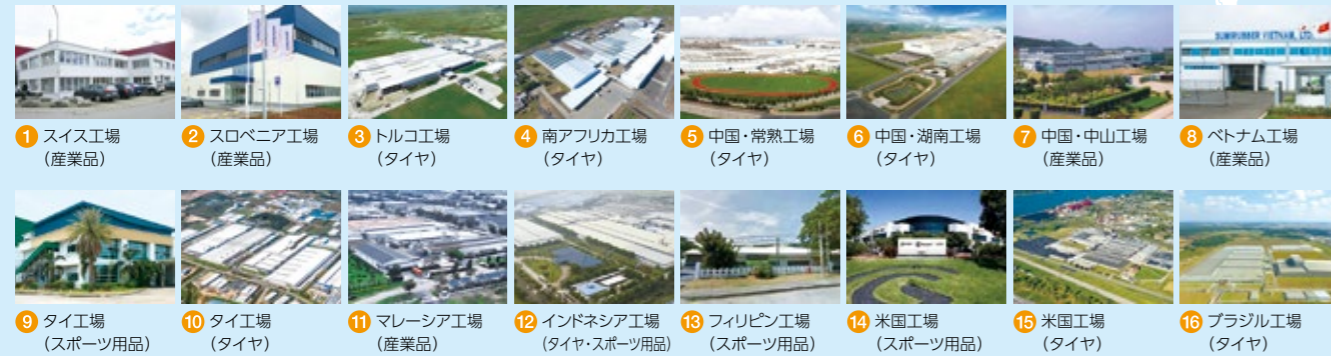 SUMIRUBBER VIETNAM, LTD.
1 スイス工場
(産業品)
2 スロベニア工場
(産業品)
3 トルコ工場
(タイヤ)
4 南アフリカ工場
(タイヤ)
5 中国・常熟工場
(タイヤ)
6 中国・湖南工場
(タイヤ)
7 中国・中山工場
(産業品)
8 ベトナム工場
(産業品)
9 タイ工場
(スポーツ用品)
10 タイ工場
(タイヤ)
11 マレーシア工場
(産業品)
12 インドネシア工場
(タイヤ・スポーツ用品)
13 フィリピン工場
(スポーツ用品)
14 米国工場
(スポーツ用品)
15 米国工場
(タイヤ)
16 ブラジル工場
(タイヤ)